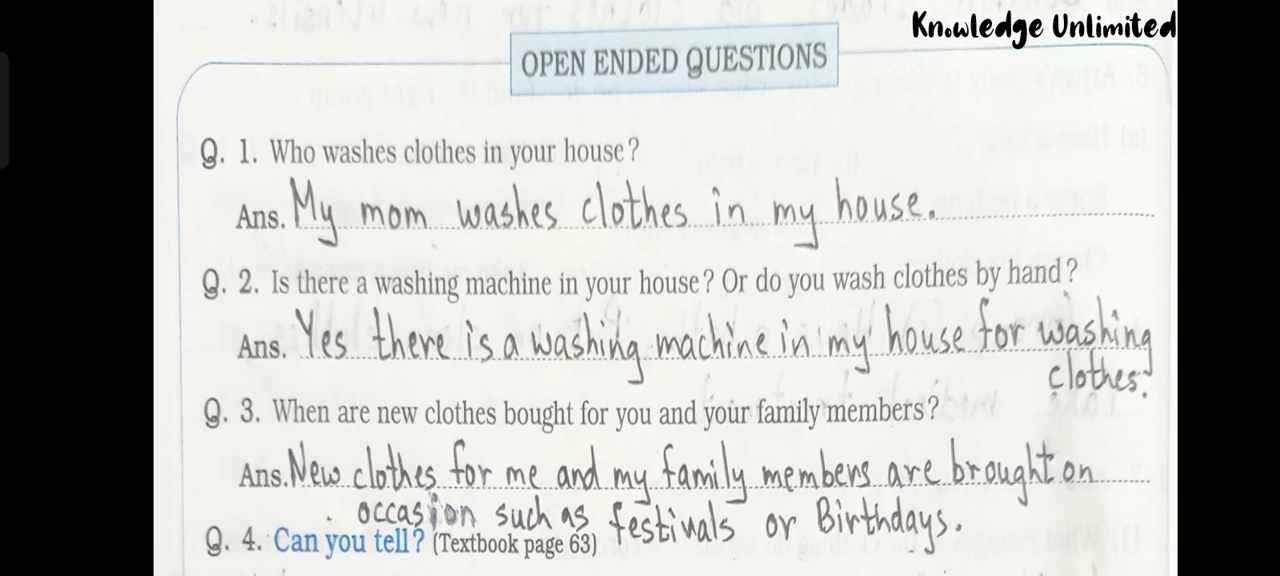 Knowledge Unlimited
OPEN ENDED QUESTIONS
Q. 1. Who washes clothes in your house?
Ans. My mom washes clothes in my house.
Q. 2. Is there a washing machine in your house? Or do you wash clothes by hand?
Ans. Yes there is a washing machine in my house for washing
clothes.
Q. 3. When are new clothes bought for you and your family members?
Ans. New clothes for me and my family members are brought on
occasion such as festivals or Birthdays.
Q. 4. Can you tell? (Textbook page 63)